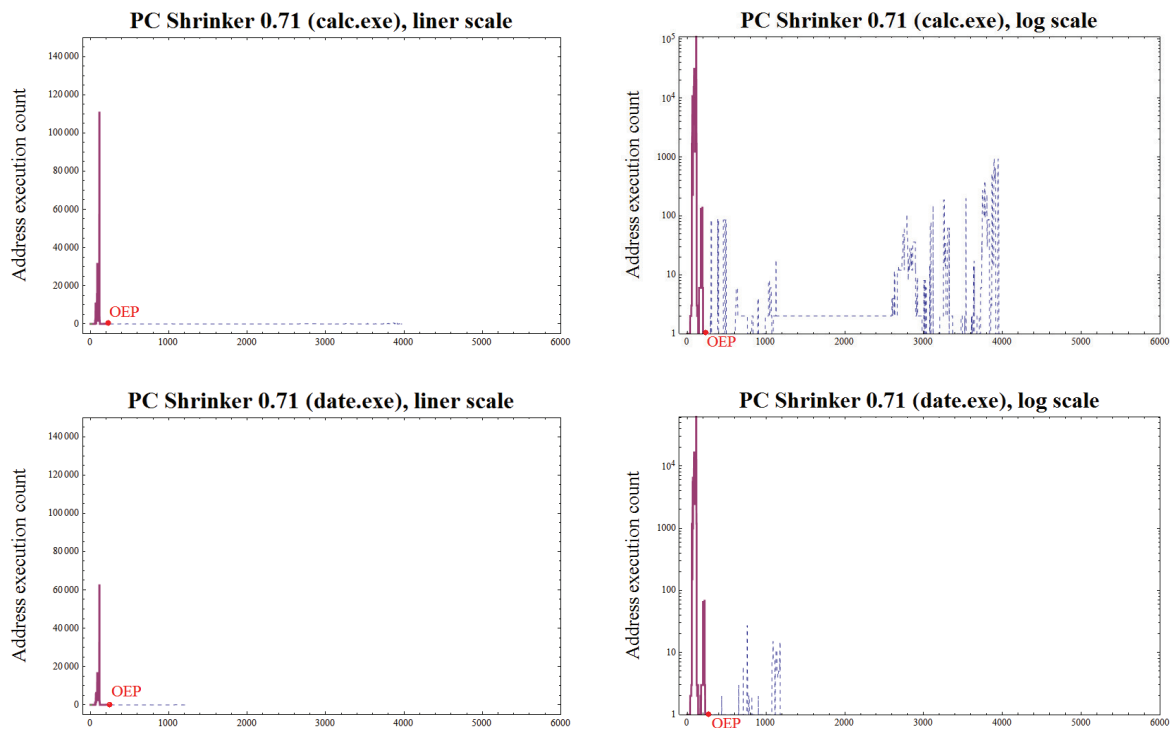 PC Shrinker 0.71 (calc.exe), liner scale
Address execution count
140 000
120 000
100 000
80 000
60 000
40 000
20 000
0
OEP
0 1000 2000 3000 4000 5000 6000
PC Shrinker 0.71 (calc.exe), log scale
Address execution count
10^5
10^4
1000
100
10
1
OEP
0 1000 2000 3000 4000 5000 6000
PC Shrinker 0.71 (date.exe), liner scale
Address execution count
140 000
120 000
100 000
80 000
60 000
40 000
20 000
0
OEP
0 1000 2000 3000 4000 5000 6000
PC Shrinker 0.71 (date.exe), log scale
Address execution count
10^4
1000
100
10
1
OEP
0 1000 2000 3000 4000 5000 6000